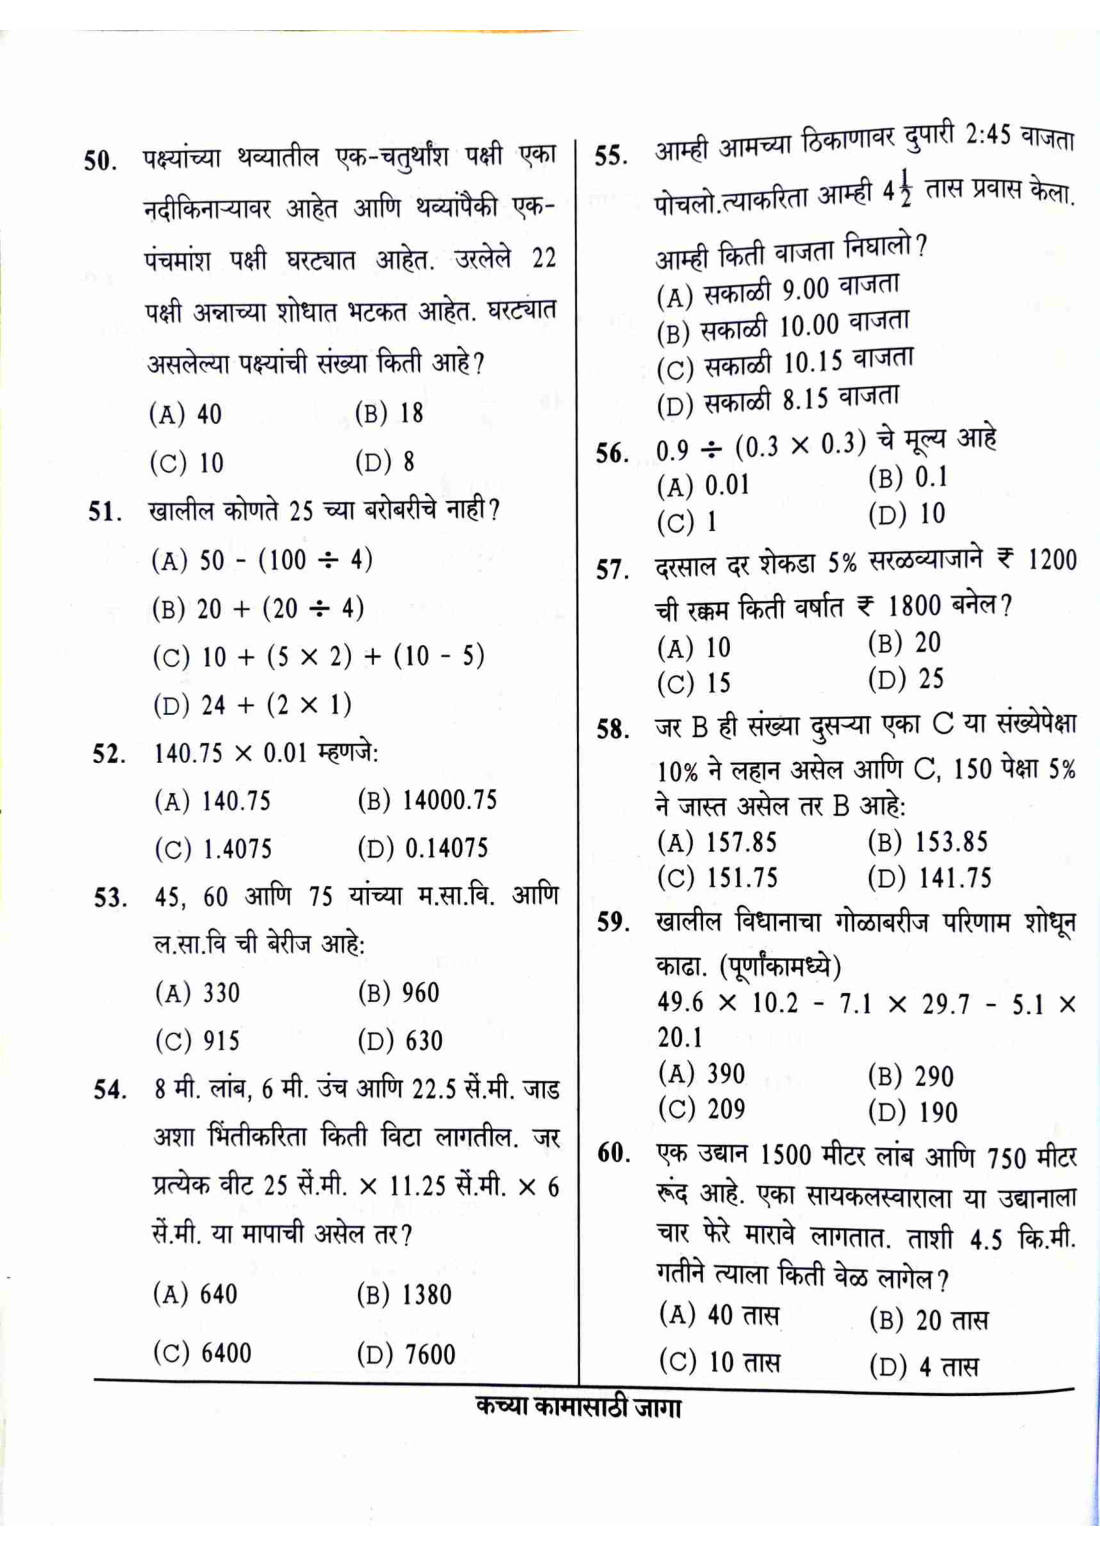 50. पक्ष्यांच्या थव्यातील एक-चतुर्थांश पक्षी एका
नदीकिनाऱ्यावर आहेत आणि थव्यांपैकी एक-
पंचमांश पक्षी घरट्यात आहेत. उरलेले 22
पक्षी अन्नाच्या शोधात भटकत आहेत. घरट्यात
असलेल्या पक्ष्यांची संख्या किती आहे?
(A) 40 (B) 18
(C) 10 (D) 8
51. खालील कोणते 25 च्या बरोबरीचे नाही?
(A) 50 - (100 ÷ 4)
(B) 20 + (20 ÷ 4)
(C) 10 + (5 × 2) + (10 - 5)
(D) 24 + (2 × 1)
52. 140.75 × 0.01 म्हणजे:
(A) 140.75 (B) 14000.75
(C) 1.4075 (D) 0.14075
53. 45, 60 आणि 75 यांच्या म.सा.वि. आणि
ल.सा.वि ची बेरीज आहे:
(A) 330 (B) 960
(C) 915 (D) 630
54. 8 मी. लांब, 6 मी. उंच आणि 22.5 सें.मी. जाड
अशा भिंतीकरिता किती विटा लागतील. जर
प्रत्येक वीट 25 सें.मी. × 11.25 सें.मी. × 6
सें.मी. या मापाची असेल तर?
(A) 640 (B) 1380
(C) 6400 (D) 7600
55. आम्ही आमच्या ठिकाणावर दुपारी 2:45 वाजता
पोचलो.त्याकरिता आम्ही 4½ तास प्रवास केला.
आम्ही किती वाजता निघालो?
(A) सकाळी 9.00 वाजता
(B) सकाळी 10.00 वाजता
(C) सकाळी 10.15 वाजता
(D) सकाळी 8.15 वाजता
56. 0.9 ÷ (0.3 × 0.3) चे मूल्य आहे
(A) 0.01 (B) 0.1
(C) 1 (D) 10
57. दरसाल दर शेकडा 5% सरळव्याजाने ₹ 1200
ची रक्कम किती वर्षात ₹ 1800 बनेल?
(A) 10 (B) 20
(C) 15 (D) 25
58. जर B ही संख्या दुसऱ्या एका C या संख्येपेक्षा
10% ने लहान असेल आणि C, 150 पेक्षा 5%
ने जास्त असेल तर B आहे:
(A) 157.85 (B) 153.85
(C) 151.75 (D) 141.75
59. खालील विधानाचा गोळाबरीज परिणाम शोधून
काढा. (पूर्णांकामध्ये)
49.6 × 10.2 - 7.1 × 29.7 - 5.1 ×
20.1
(A) 390 (B) 290
(C) 209 (D) 190
60. एक उद्यान 1500 मीटर लांब आणि 750 मीटर
रूंद आहे. एका सायकलस्वाराला या उद्यानाला
चार फेरे मारावे लागतात. ताशी 4.5 कि.मी.
गतीने त्याला किती वेळ लागेल?
(A) 40 तास (B) 20 तास
(C) 10 तास (D) 4 तास
कच्या कामासाठी जागा